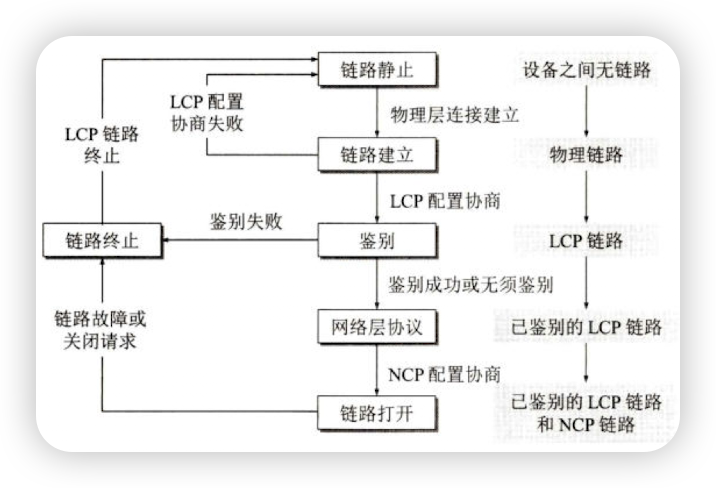 链路静止
设备之间无链路
LCP 配置
协商失败
物理层连接建立
LCP 链路
终止
链路建立
物理链路
LCP 配置协商
鉴别失败
链路终止
鉴别
LCP 链路
鉴别成功或无须鉴别
链路故障或
关闭请求
网络层协议
已鉴别的 LCP 链路
NCP 配置协商
链路打开
已鉴别的 LCP 链路
和 NCP 链路